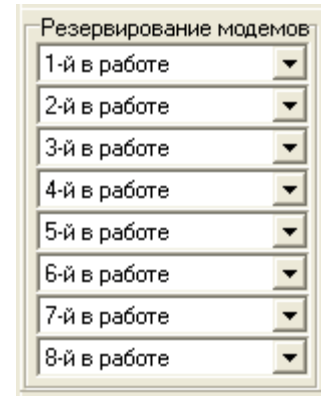 Резервирование модемов
1-й в работе
2-й в работе
3-й в работе
4-й в работе
5-й в работе
6-й в работе
7-й в работе
8-й в работе